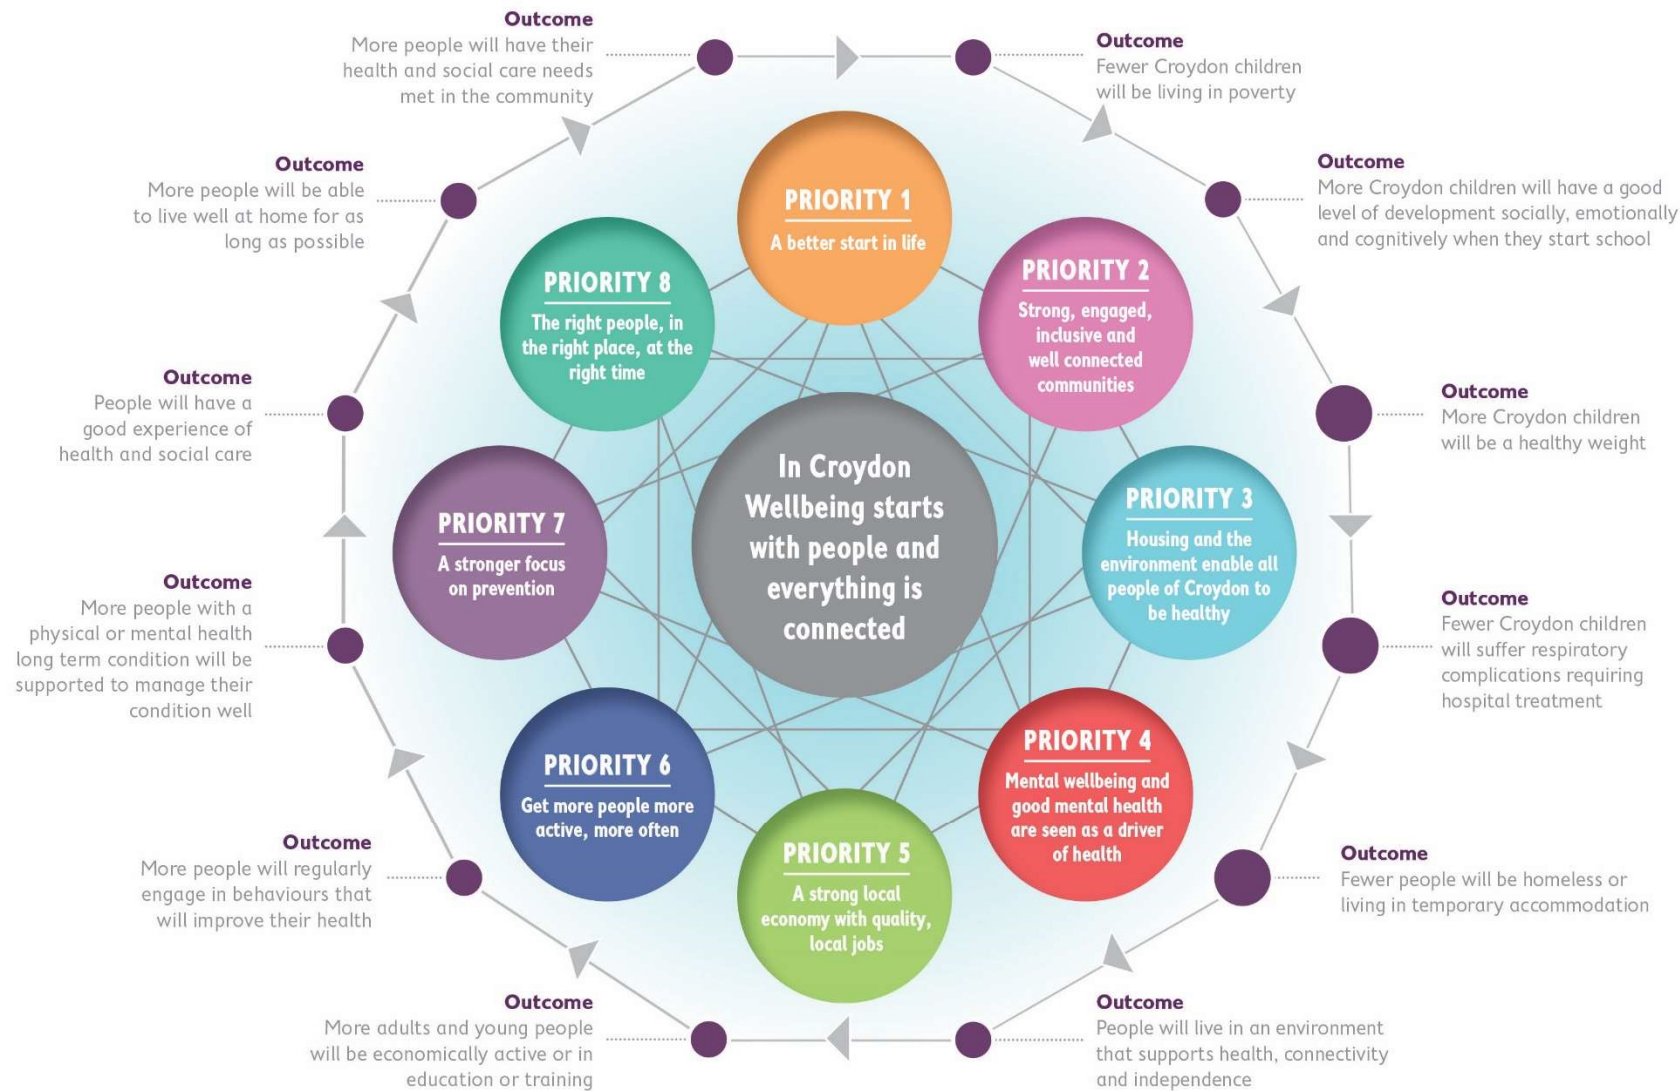 Outcome
More people will have their
health and social care needs
met in the community
Outcome
Fewer Croydon children
will be living in poverty
Outcome
More Croydon children will have a good
level of development socially, emotionally
and cognitively when they start school
Outcome
More Croydon children
will be a healthy weight
Outcome
Fewer Croydon children
will suffer respiratory
complications requiring
hospital treatment
Outcome
Fewer people will be homeless or
living in temporary accommodation
Outcome
People will live in an environment
that supports health, connectivity
and independence
Outcome
More adults and young people
will be economically active or in
education or training
Outcome
More people will regularly
engage in behaviours that
will improve their health
Outcome
More people with a
physical or mental health
long term condition will be
supported to manage their
condition well
Outcome
People will have a
good experience of
health and social care
Outcome
More people will be able
to live well at home for as
long as possible
PRIORITY 1
A better start in life
PRIORITY 2
Strong, engaged,
inclusive and
well connected
communities
PRIORITY 3
Housing and the
environment enable all
people of Croydon to
be healthy
PRIORITY 4
Mental wellbeing and
good mental health
are seen as a driver
of health
PRIORITY 5
A strong local
economy with quality,
local jobs
PRIORITY 6
Get more people more
active, more often
PRIORITY 7
A stronger focus
on prevention
PRIORITY 8
The right people, in
the right place, at the
right time
In Croydon
Wellbeing starts
with people and
everything is
connected